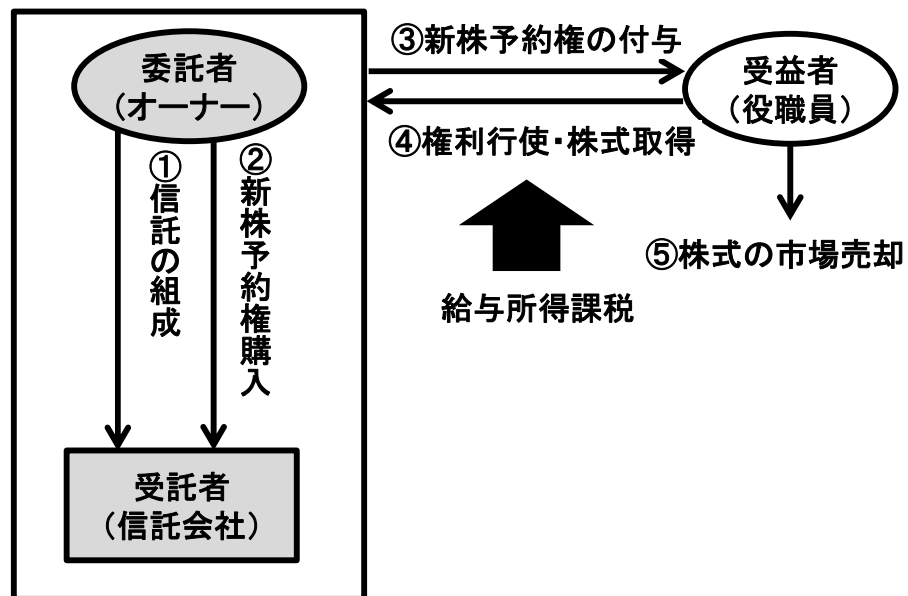 委託者
(オーナー)
①信託の組成
②新株予約権購入
受託者
(信託会社)
③新株予約権の付与
④権利行使・株式取得
給与所得課税
受益者
(役職員)
⑤株式の市場売却